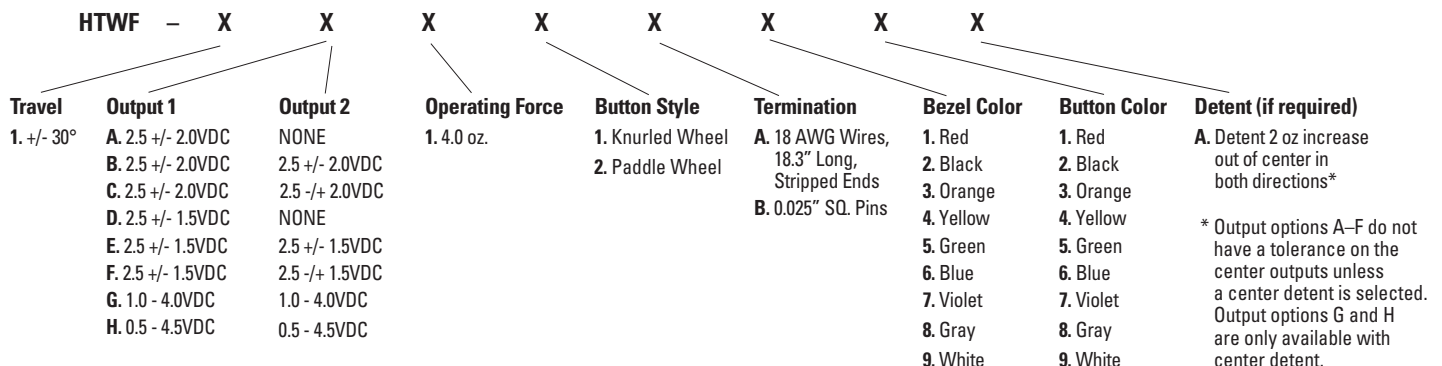 HTWF – X X X X X X X X
Travel
1. +/- 30°
Output 1 Output 2
A. 2.5 +/- 2.0VDC NONE
B. 2.5 +/- 2.0VDC 2.5 +/- 2.0VDC
C. 2.5 +/- 2.0VDC 2.5 -/+ 2.0VDC
D. 2.5 +/- 1.5VDC NONE
E. 2.5 +/- 1.5VDC 2.5 +/- 1.5VDC
F. 2.5 +/- 1.5VDC 2.5 -/+ 1.5VDC
G. 1.0 - 4.0VDC 1.0 - 4.0VDC
H. 0.5 - 4.5VDC 0.5 - 4.5VDC
Operating Force
1. 4.0 oz.
Button Style
1. Knurled Wheel
2. Paddle Wheel
Termination
A. 18 AWG Wires,
18.3” Long,
Stripped Ends
B. 0.025” SQ. Pins
Bezel Color
1. Red
2. Black
3. Orange
4. Yellow
5. Green
6. Blue
7. Violet
8. Gray
9. White
Button Color
1. Red
2. Black
3. Orange
4. Yellow
5. Green
6. Blue
7. Violet
8. Gray
9. White
Detent (if required)
A. Detent 2 oz increase
out of center in
both directions*
* Output options A–F do not
have a tolerance on the
center outputs unless
a center detent is selected.
Output options G and H
are only available with
center detent.